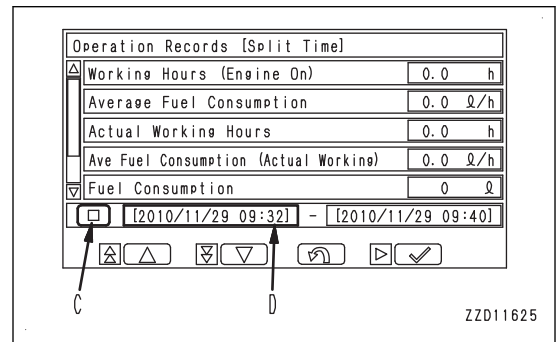 Operation Records [Split Time]
Working Hours (Engine On) 0.0 h
Average Fuel Consumption 0.0 ℓ/h
Actual Working Hours 0.0 h
Ave Fuel Consumption (Actual Working) 0.0 ℓ/h
Fuel Consumption 0 ℓ
[2010/11/29 09:32] - [2010/11/29 09:40]
C D
ZZD11625